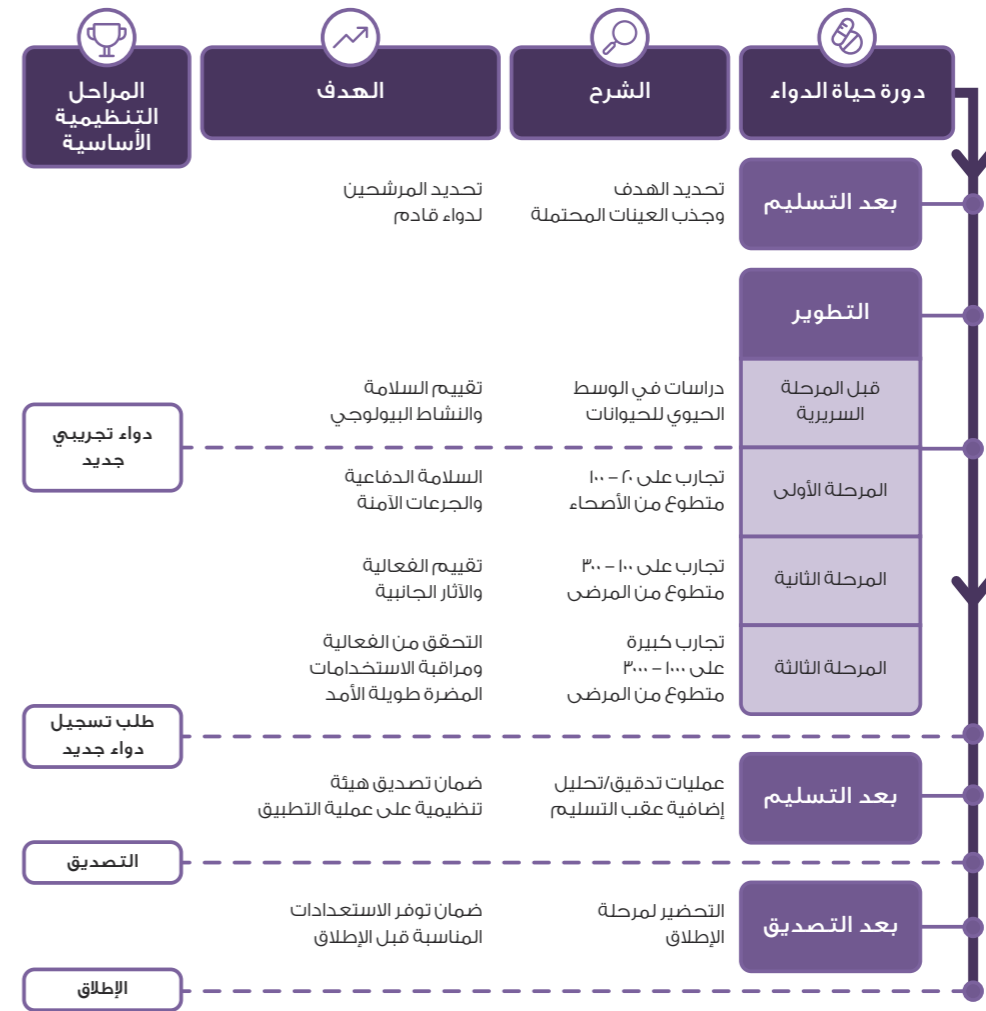 دورة حياة الدواء
الشرح
الهدف
المراحل
التنظيمية
الأساسية
بعد التسليم
تحديد الهدف
وجذب العينات المحتملة
تحديد المرشحين
لدواء قادم
التطوير
قبل المرحلة
السريرية
دراسات في الوسط
الحيوي للحيوانات
تقييم السلامة
والنشاط البيولوجي
دواء تجريبي
جديد
المرحلة الأولى
تجارب على ٢٠ – ١٠٠
متطوع من الأصحاء
السلامة الدفاعية
والجرعات الآمنة
المرحلة الثانية
تجارب على ١٠٠ – ٣٠٠
متطوع من المرضى
تقييم الفعالية
والآثار الجانبية
المرحلة الثالثة
تجارب كبيرة
على ١٠٠٠ – ٣٠٠٠
متطوع من المرضى
التحقق من الفعالية
ومراقبة الاستخدامات
المضرة طويلة الأمد
طلب تسجيل
دواء جديد
بعد التسليم
عمليات تدقيق/تحليل
إضافية عقب التسليم
ضمان تصديق هيئة
تنظيمية على عملية التطبيق
التصديق
بعد التصديق
التحضير لمرحلة
الإطلاق
ضمان توفر الاستعدادات
المناسبة قبل الإطلاق
الإطلاق